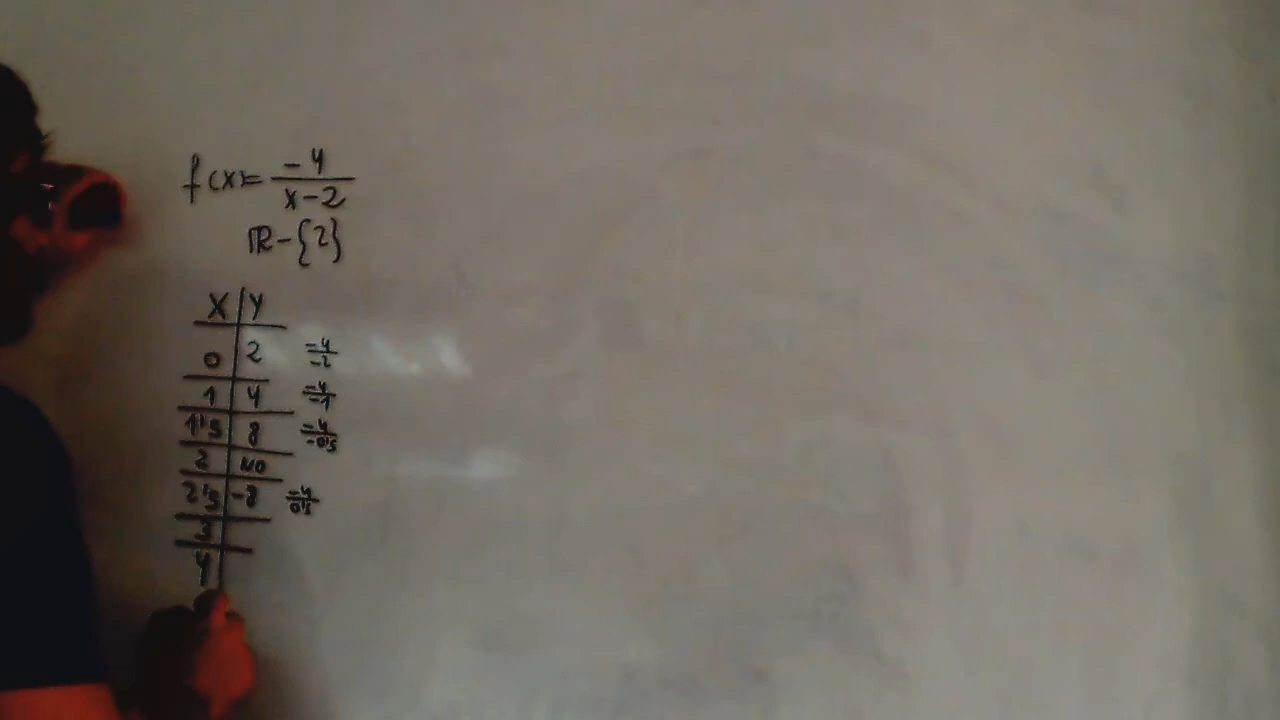 f(x)= -4/(x-2)
ℝ-{2}
X | Y
0 | 2 -4/-2
1 | 4 -4/-1
1'5 | 8 -4/-0'5
2 | NO
2'5 | -8 -4/0'5
3
4